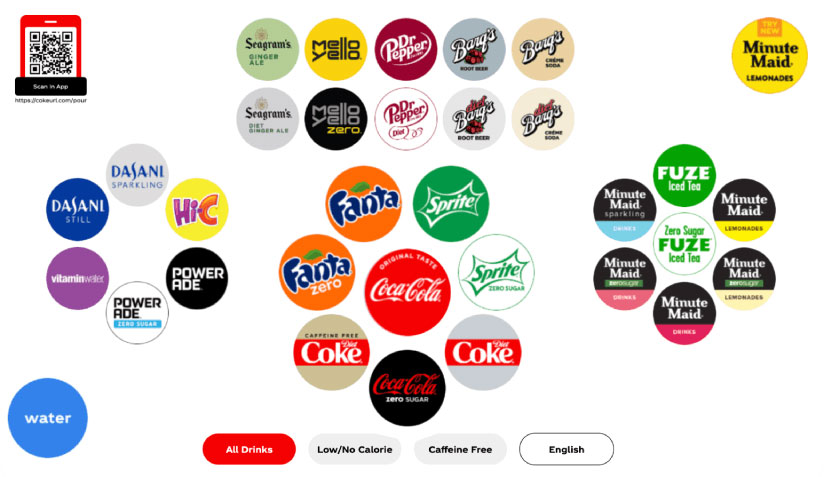 Scan in App
https://cokeurl.com/pour
Seagram's
GINGER
ALE
mello
yello
Dr
Pepper
Barq's
ROOT BEER
Barq's
CRÈME
SODA
TRY
NEW
Minute
Maid
LEMONADES
Seagram's
DIET
GINGER ALE
mello
yello
zero
Dr
Pepper
Diet
diet
Barq's
ROOT BEER
diet
Barq's
CRÈME
SODA
DASANI
SPARKLING
DASANI
STILL
Hi-C
vitaminwater
POWER
ADE
POWER
ADE
ZERO SUGAR
Fanta
Sprite
Fanta
zero
ORIGINAL TASTE
Coca-Cola
Sprite
ZERO SUGAR
CAFFEINE FREE
Diet
Coke
Diet
Coke
Coca-Cola
zero SUGAR
FUZE
Iced Tea
Minute
Maid
sparkling
DRINKS
Minute
Maid
LEMONADES
Zero Sugar
FUZE
Iced Tea
Minute
Maid
zero sugar
DRINKS
Minute
Maid
zero sugar
LEMONADES
Minute
Maid
DRINKS
water
All Drinks
Low/No Calorie
Caffeine Free
English